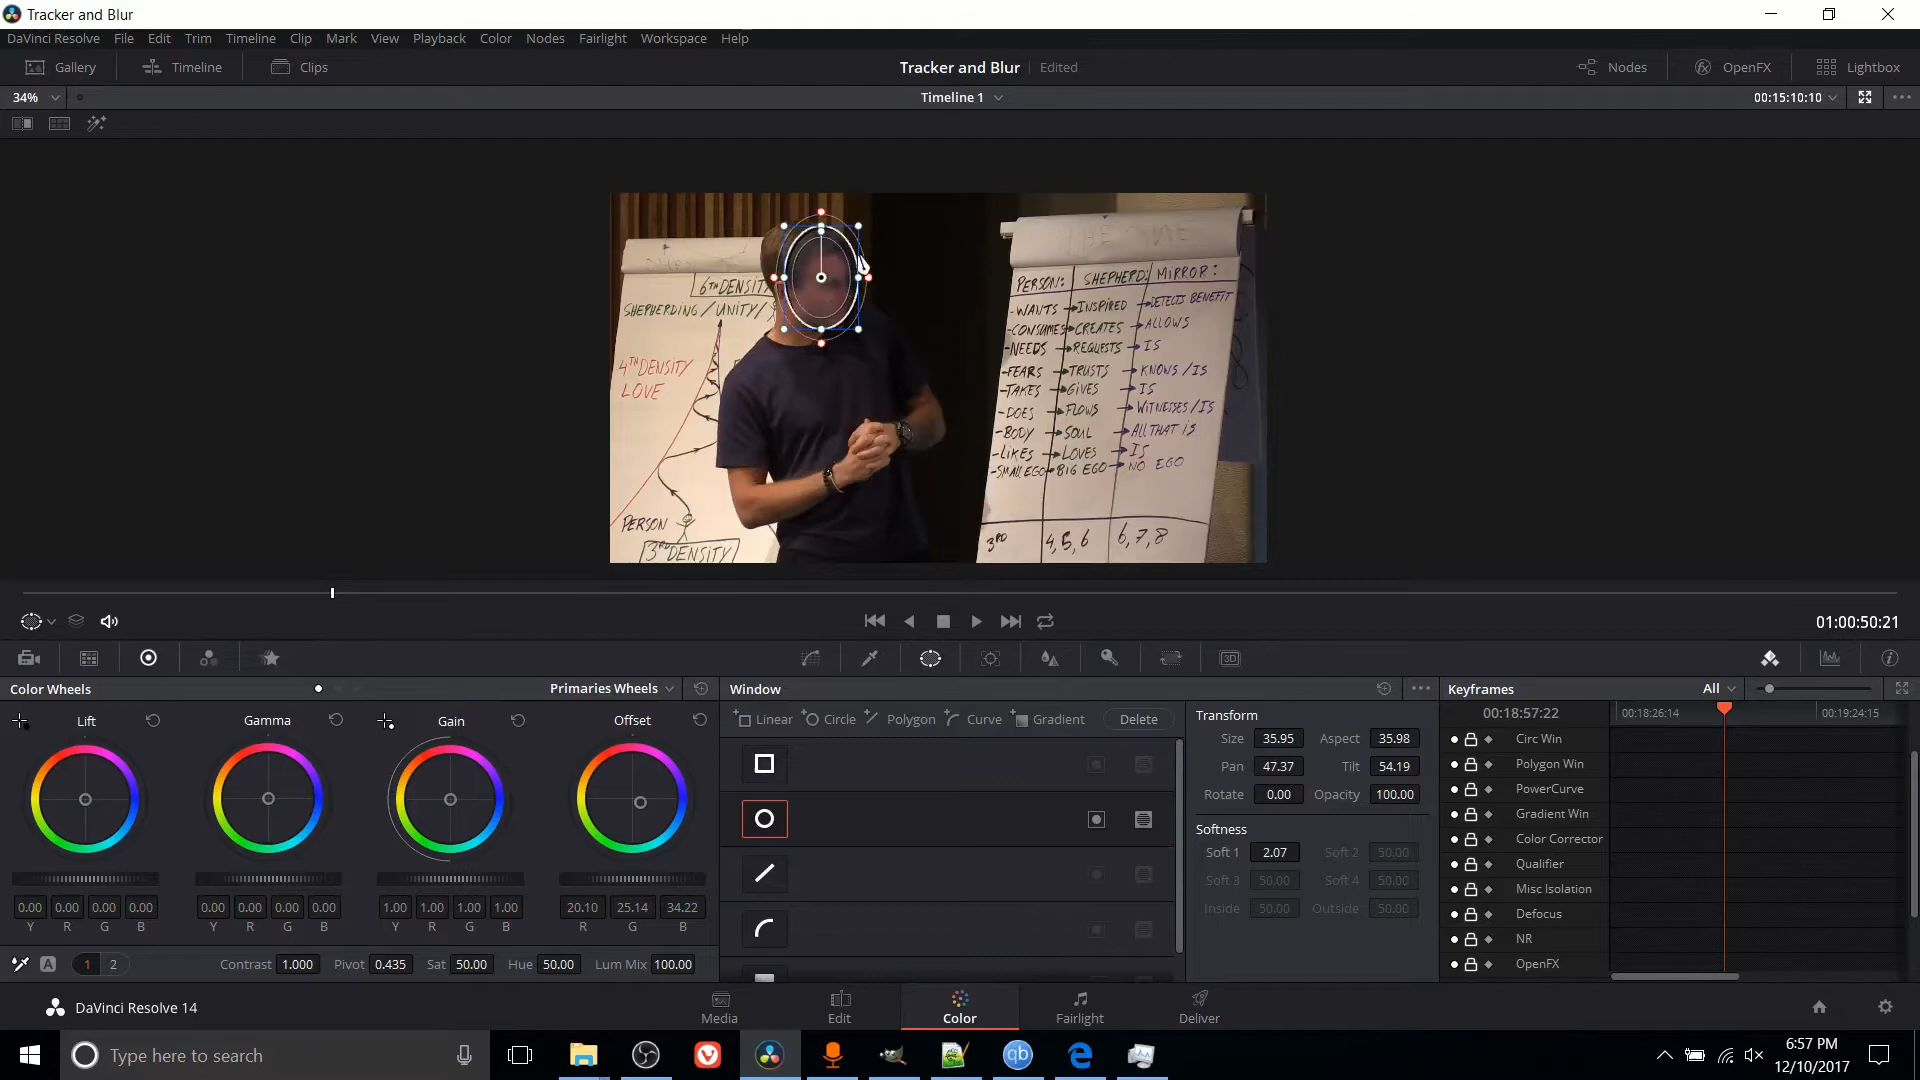 Tracker and Blur
DaVinci Resolve File Edit Trim Timeline Clip Mark View Playback Color Nodes Fairlight Workspace Help
Gallery Timeline Clips Tracker and Blur Edited Nodes OpenFX Lightbox
34% Timeline 1 00:15:10:10
6TH DENSITY
SHEPHERDING/UNITY/
4TH DENSITY
LOVE
PERSON
3RD DENSITY
THE ONE
PERSON: SHEPHERD: MIRROR:
-WANTS INSPIRED DETECTS BENEFIT
-CONSUMES CREATES ALLOWS
-NEEDS REQUESTS IS
-FEARS TRUSTS KNOWS/IS
-TAKES GIVES IS
-DOES FLOWS WITNESSES/IS
-BODY SOUL ALL THAT IS
-LIKES LOVES IS
-SMALL EGO BIG EGO NO EGO
3RD 4,5,6 6,7,8
01:00:50:21
Color Wheels Primaries Wheels
Lift Gamma Gain Offset
0.00 0.00 0.00 0.00 0.00 0.00 0.00 0.00 1.00 1.00 1.00 1.00 20.10 25.14 34.22
Y R G B Y R G B Y R G B R G B
A 1 2 Contrast 1.000 Pivot 0.435 Sat 50.00 Hue 50.00 Lum Mix 100.00
Window
Linear Circle Polygon Curve Gradient Delete
Transform
Size 35.95 Aspect 35.98
Pan 47.37 Tilt 54.19
Rotate 0.00 Opacity 100.00
Softness
Soft 1 2.07 Soft 2 50.00
Soft 3 50.00 Soft 4 50.00
Inside 50.00 Outside 50.00
Keyframes All
00:18:57:22 00:18:26:14 00:19:24:15
Circ Win
Polygon Win
PowerCurve
Gradient Win
Color Corrector
Qualifier
Misc Isolation
Defocus
NR
OpenFX
3D
DaVinci Resolve 14 Media Edit Color Fairlight Deliver
Type here to search
qb
6:57 PM
12/10/2017